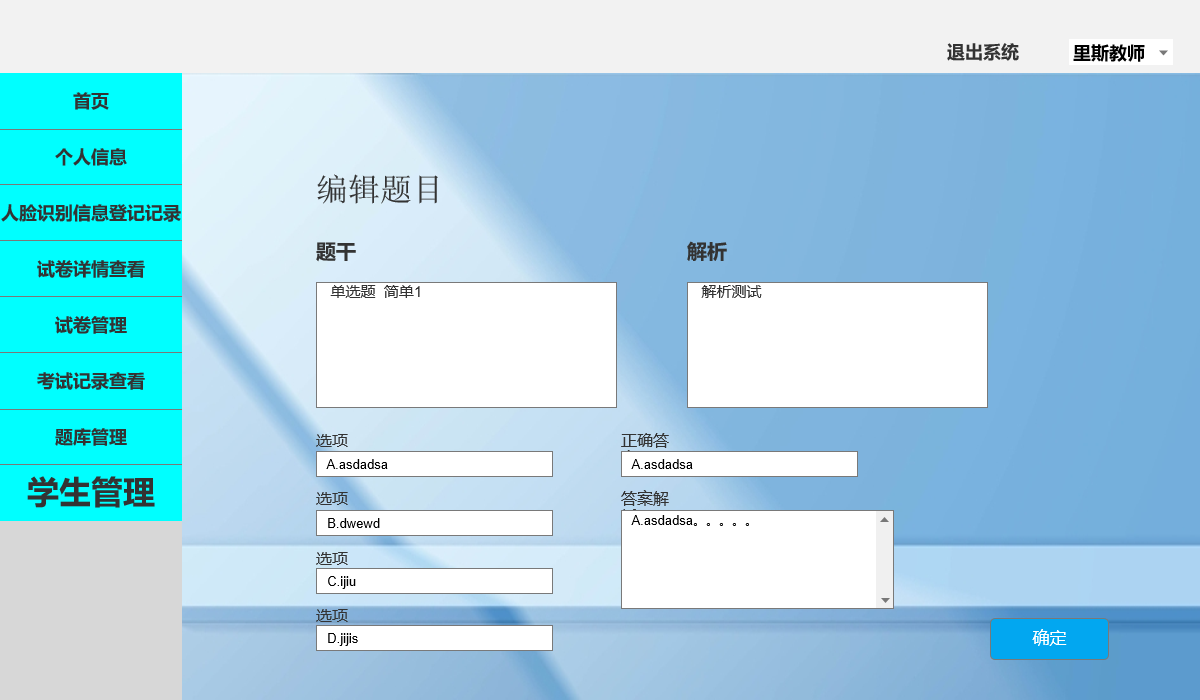 退出系统
里斯教师
首页
个人信息
人脸识别信息登记记录
试卷详情查看
试卷管理
考试记录查看
题库管理
学生管理
编辑题目
题干
解析
单选题  简单1
解析测试
选项
正确答
A.asdadsa
A.asdadsa
选项
答案解
B.dwewd
A.asdadsa。。。。。
选项
C.ijiu
选项
D.jijis
确定